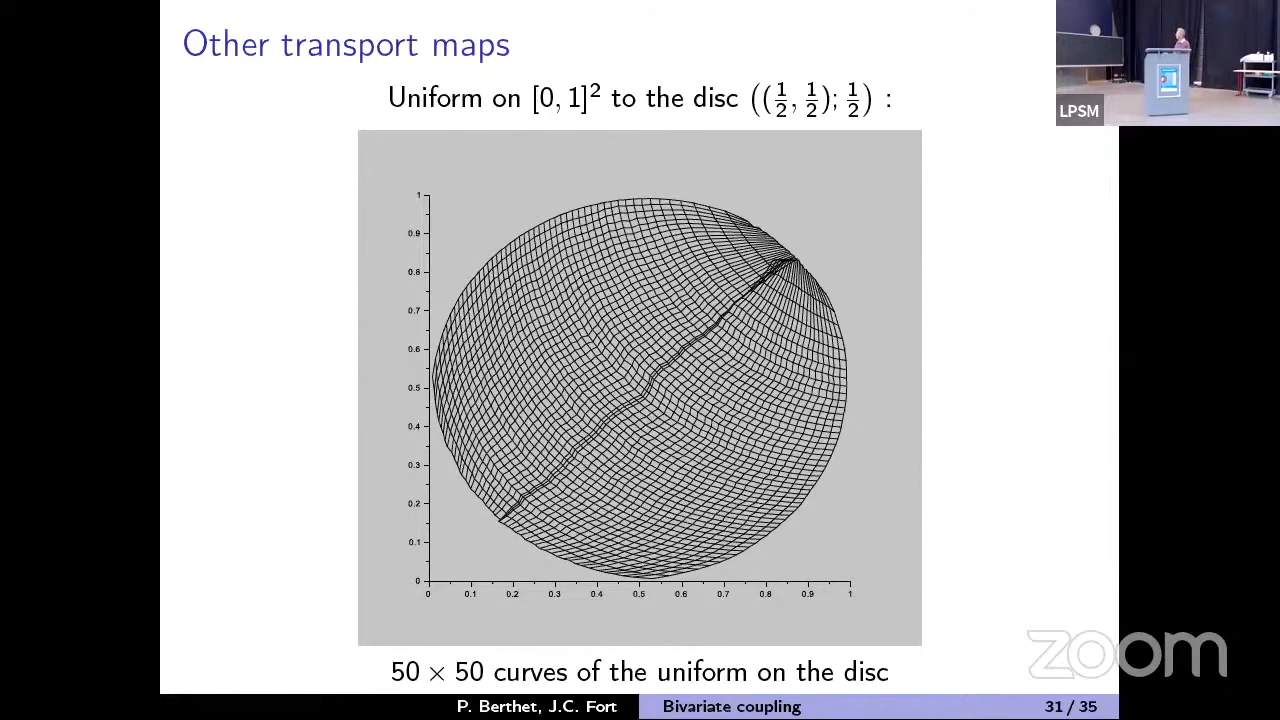 Other transport maps
Uniform on [0, 1]² to the disc ((1/2, 1/2); 1/2) :
LPSM
1
0.9
0.8
0.7
0.6
0.5
0.4
0.3
0.2
0.1
0
0 0.1 0.2 0.3 0.4 0.5 0.6 0.7 0.8 0.9 1
zoom
50 × 50 curves of the uniform on the disc
P. Berthet, J.C. Fort Bivariate coupling 31 / 35